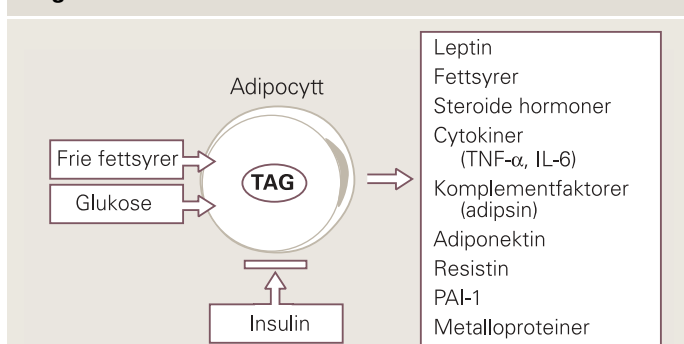 Adipocytt
Frie fettsyrer
Glukose
TAG
Insulin
Leptin
Fettsyrer
Steroide hormoner
Cytokiner
(TNF-α, IL-6)
Komplementfaktorer
(adipsin)
Adiponektin
Resistin
PAI-1
Metalloproteiner